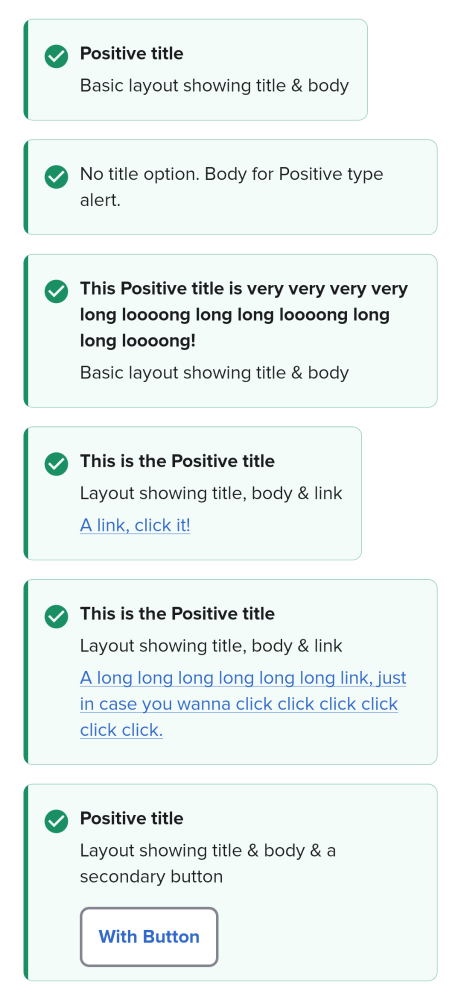 Positive title
Basic layout showing title & body
No title option. Body for Positive type
alert.
This Positive title is very very very very
long loooong long long loooong long
long loooong!
Basic layout showing title & body
This is the Positive title
Layout showing title, body & link
A link, click it!
This is the Positive title
Layout showing title, body & link
A long long long long long long link, just
in case you wanna click click click click
click click.
Positive title
Layout showing title & body & a
secondary button
With Button